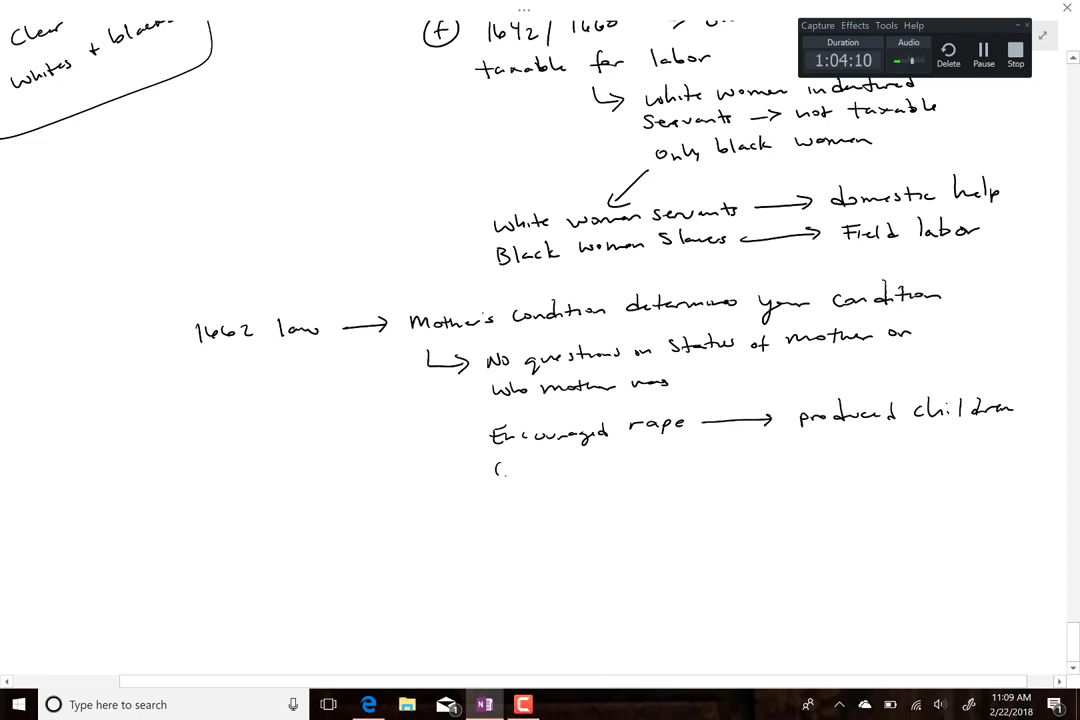 Capture Effects Tools Help
Duration
Audio
1:04:10
Delete
Pause
Stop
Clear
whites + black
(f) 1642/1660 →
taxable for labor
↳ white women indentured
servants → not taxable
only black women
white woman servants → domestic help
Black women slaves → Field labor
1662 law → Mother's condition determines your condition
↳ No questions on status of mother or
who mother was
Encouraged rape → produced children
(
Type here to search
11:09 AM
2/22/2018